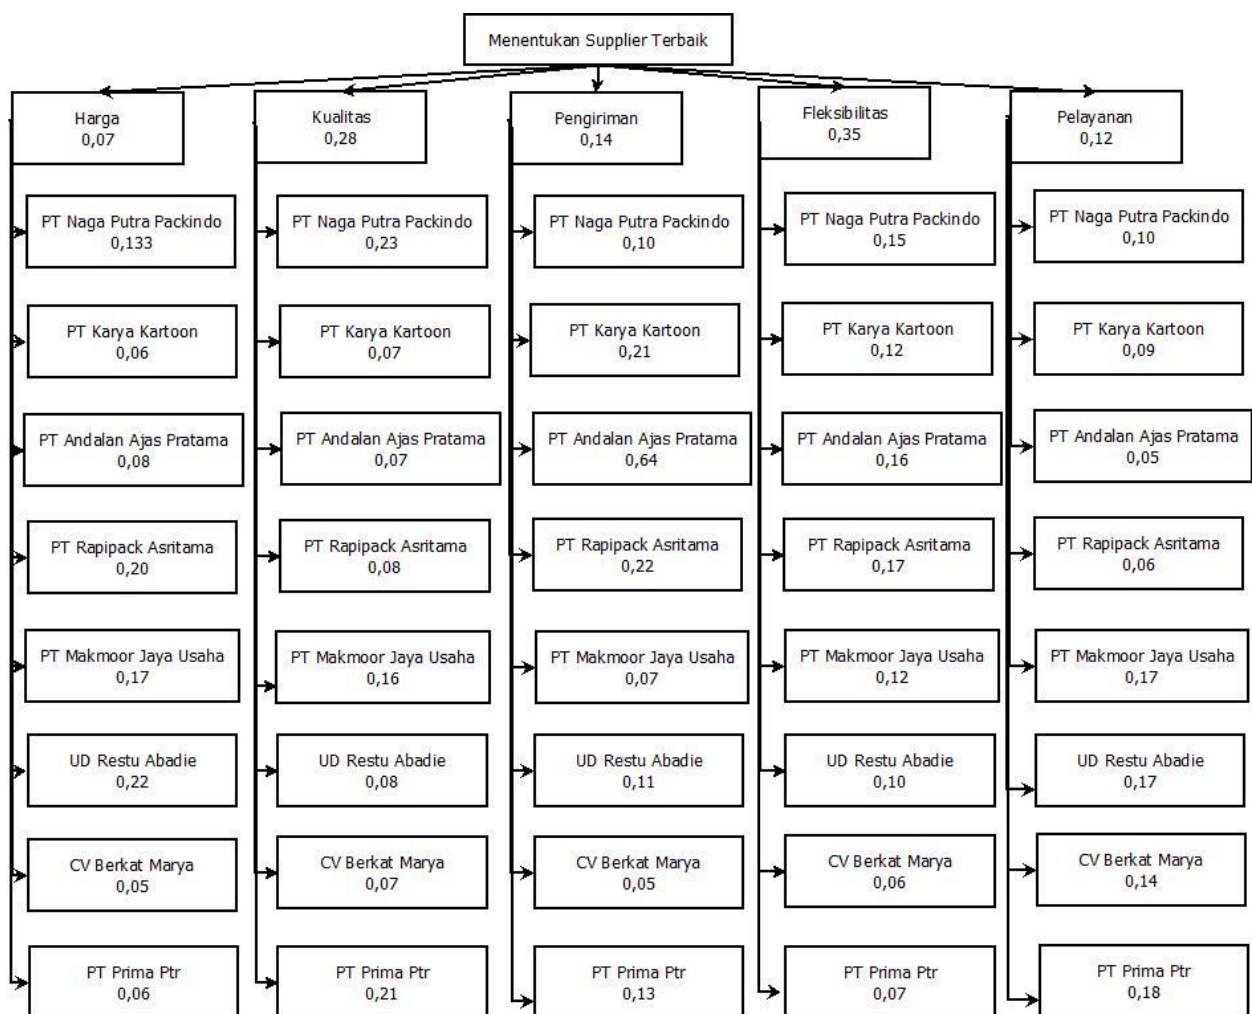 Menentukan Supplier Terbaik
Harga
0,07
Kualitas
0,28
Pengiriman
0,14
Fleksibilitas
0,35
Pelayanan
0,12
PT Naga Putra Packindo
0,133
PT Naga Putra Packindo
0,23
PT Naga Putra Packindo
0,10
PT Naga Putra Packindo
0,15
PT Naga Putra Packindo
0,10
PT Karya Kartoon
0,06
PT Karya Kartoon
0,07
PT Karya Kartoon
0,21
PT Karya Kartoon
0,12
PT Karya Kartoon
0,09
PT Andalan Ajas Pratama
0,08
PT Andalan Ajas Pratama
0,07
PT Andalan Ajas Pratama
0,64
PT Andalan Ajas Pratama
0,16
PT Andalan Ajas Pratama
0,05
PT Rapipack Asritama
0,20
PT Rapipack Asritama
0,08
PT Rapipack Asritama
0,22
PT Rapipack Asritama
0,17
PT Rapipack Asritama
0,06
PT Makmoor Jaya Usaha
0,17
PT Makmoor Jaya Usaha
0,16
PT Makmoor Jaya Usaha
0,07
PT Makmoor Jaya Usaha
0,12
PT Makmoor Jaya Usaha
0,17
UD Restu Abadie
0,22
UD Restu Abadie
0,08
UD Restu Abadie
0,11
UD Restu Abadie
0,10
UD Restu Abadie
0,17
CV Berkat Marya
0,05
CV Berkat Marya
0,07
CV Berkat Marya
0,05
CV Berkat Marya
0,06
CV Berkat Marya
0,14
PT Prima Ptr
0,06
PT Prima Ptr
0,21
PT Prima Ptr
0,13
PT Prima Ptr
0,07
PT Prima Ptr
0,18